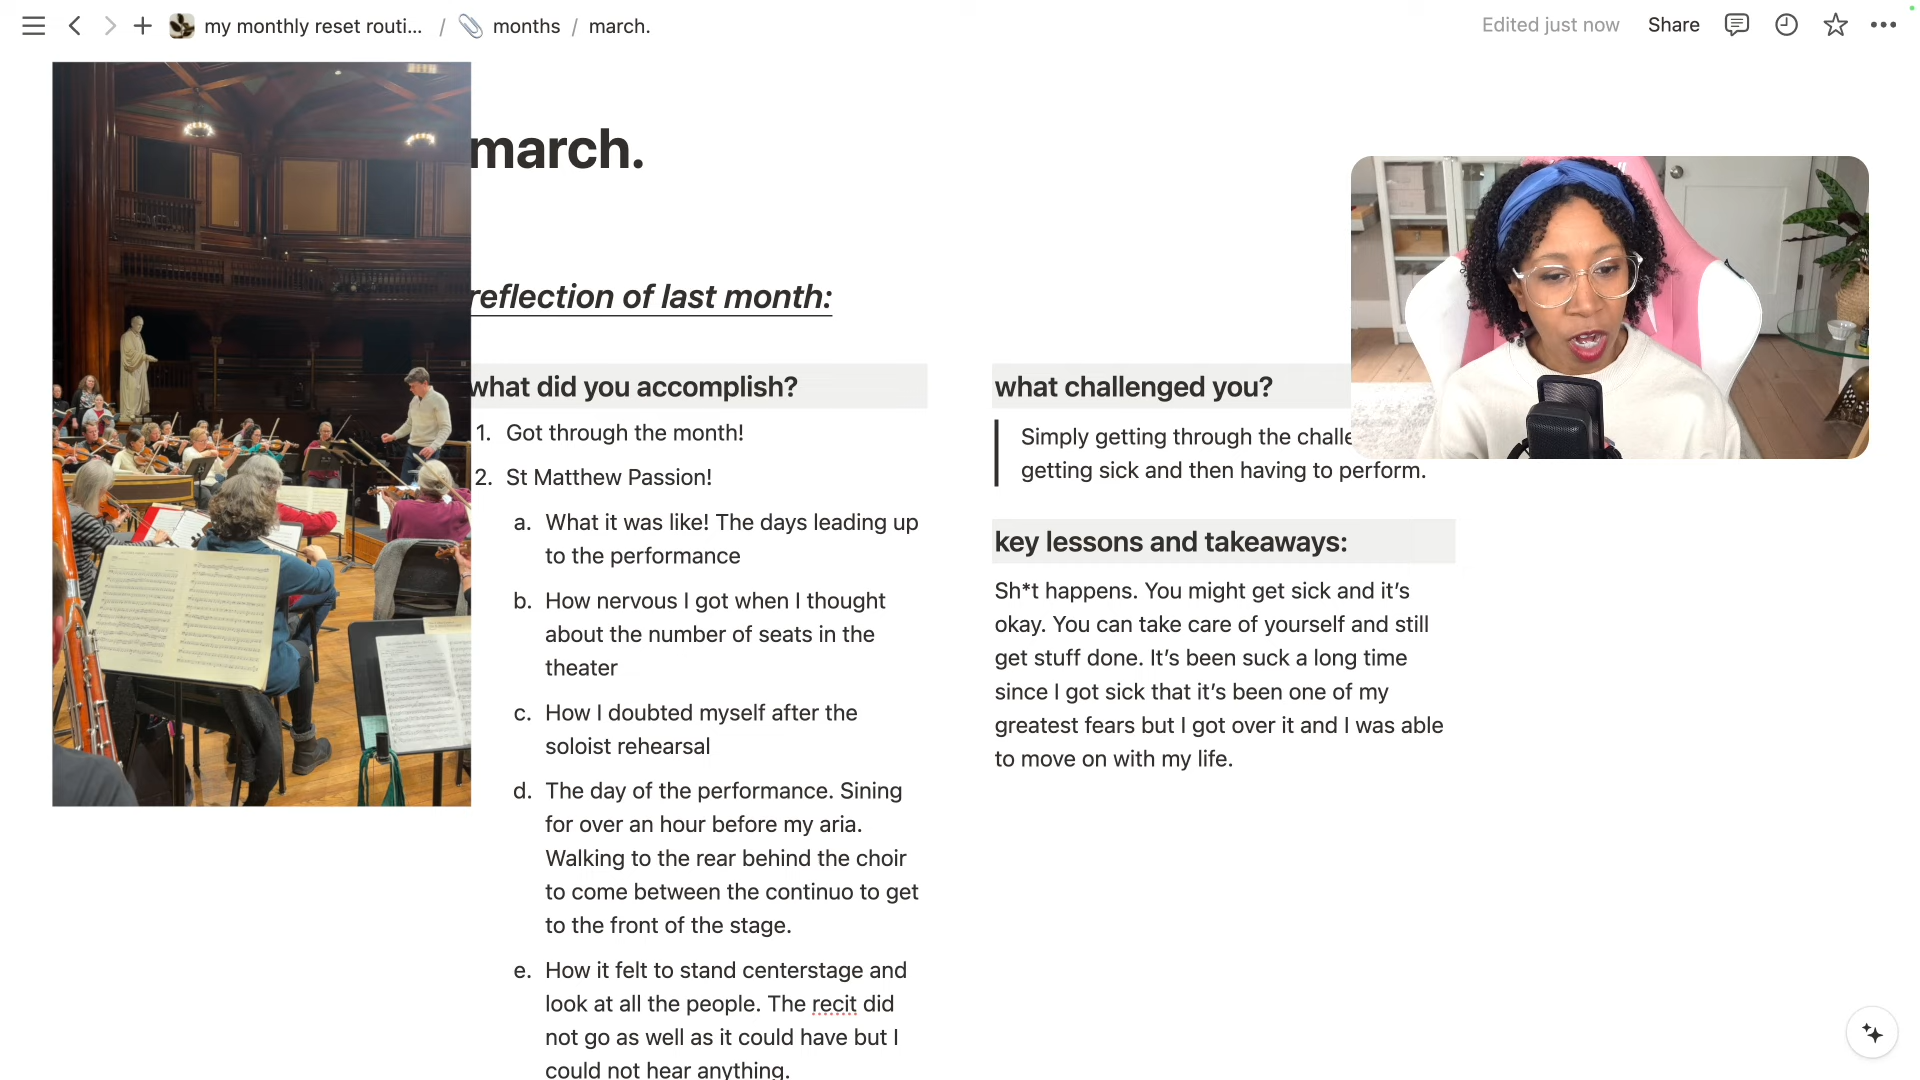 my monthly reset routi... / months / march.
Edited just now Share
march.
reflection of last month:
what did you accomplish?
1. Got through the month!
2. St Matthew Passion!
a. What it was like! The days leading up
to the performance
b. How nervous I got when I thought
about the number of seats in the
theater
c. How I doubted myself after the
soloist rehearsal
d. The day of the performance. Sining
for over an hour before my aria.
Walking to the rear behind the choir
to come between the continuo to get
to the front of the stage.
e. How it felt to stand centerstage and
look at all the people. The recit did
not go as well as it could have but I
could not hear anything.
what challenged you?
Simply getting through the
getting sick and then having to perform.
key lessons and takeaways:
Sh*t happens. You might get sick and it’s
okay. You can take care of yourself and still
get stuff done. It’s been suck a long time
since I got sick that it’s been one of my
greatest fears but I got over it and I was able
to move on with my life.